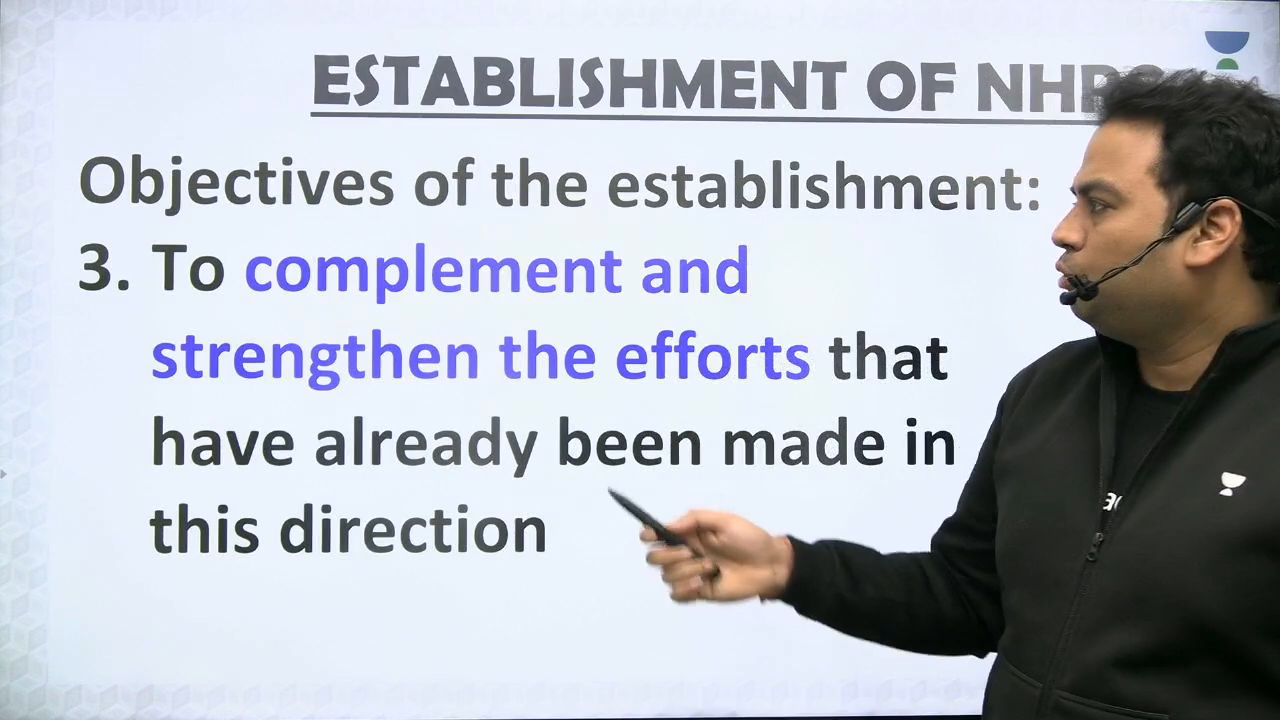 ESTABLISHMENT OF
Objectives of the establishment:
3. To complement and
strengthen the efforts that
have already been made in
this direction